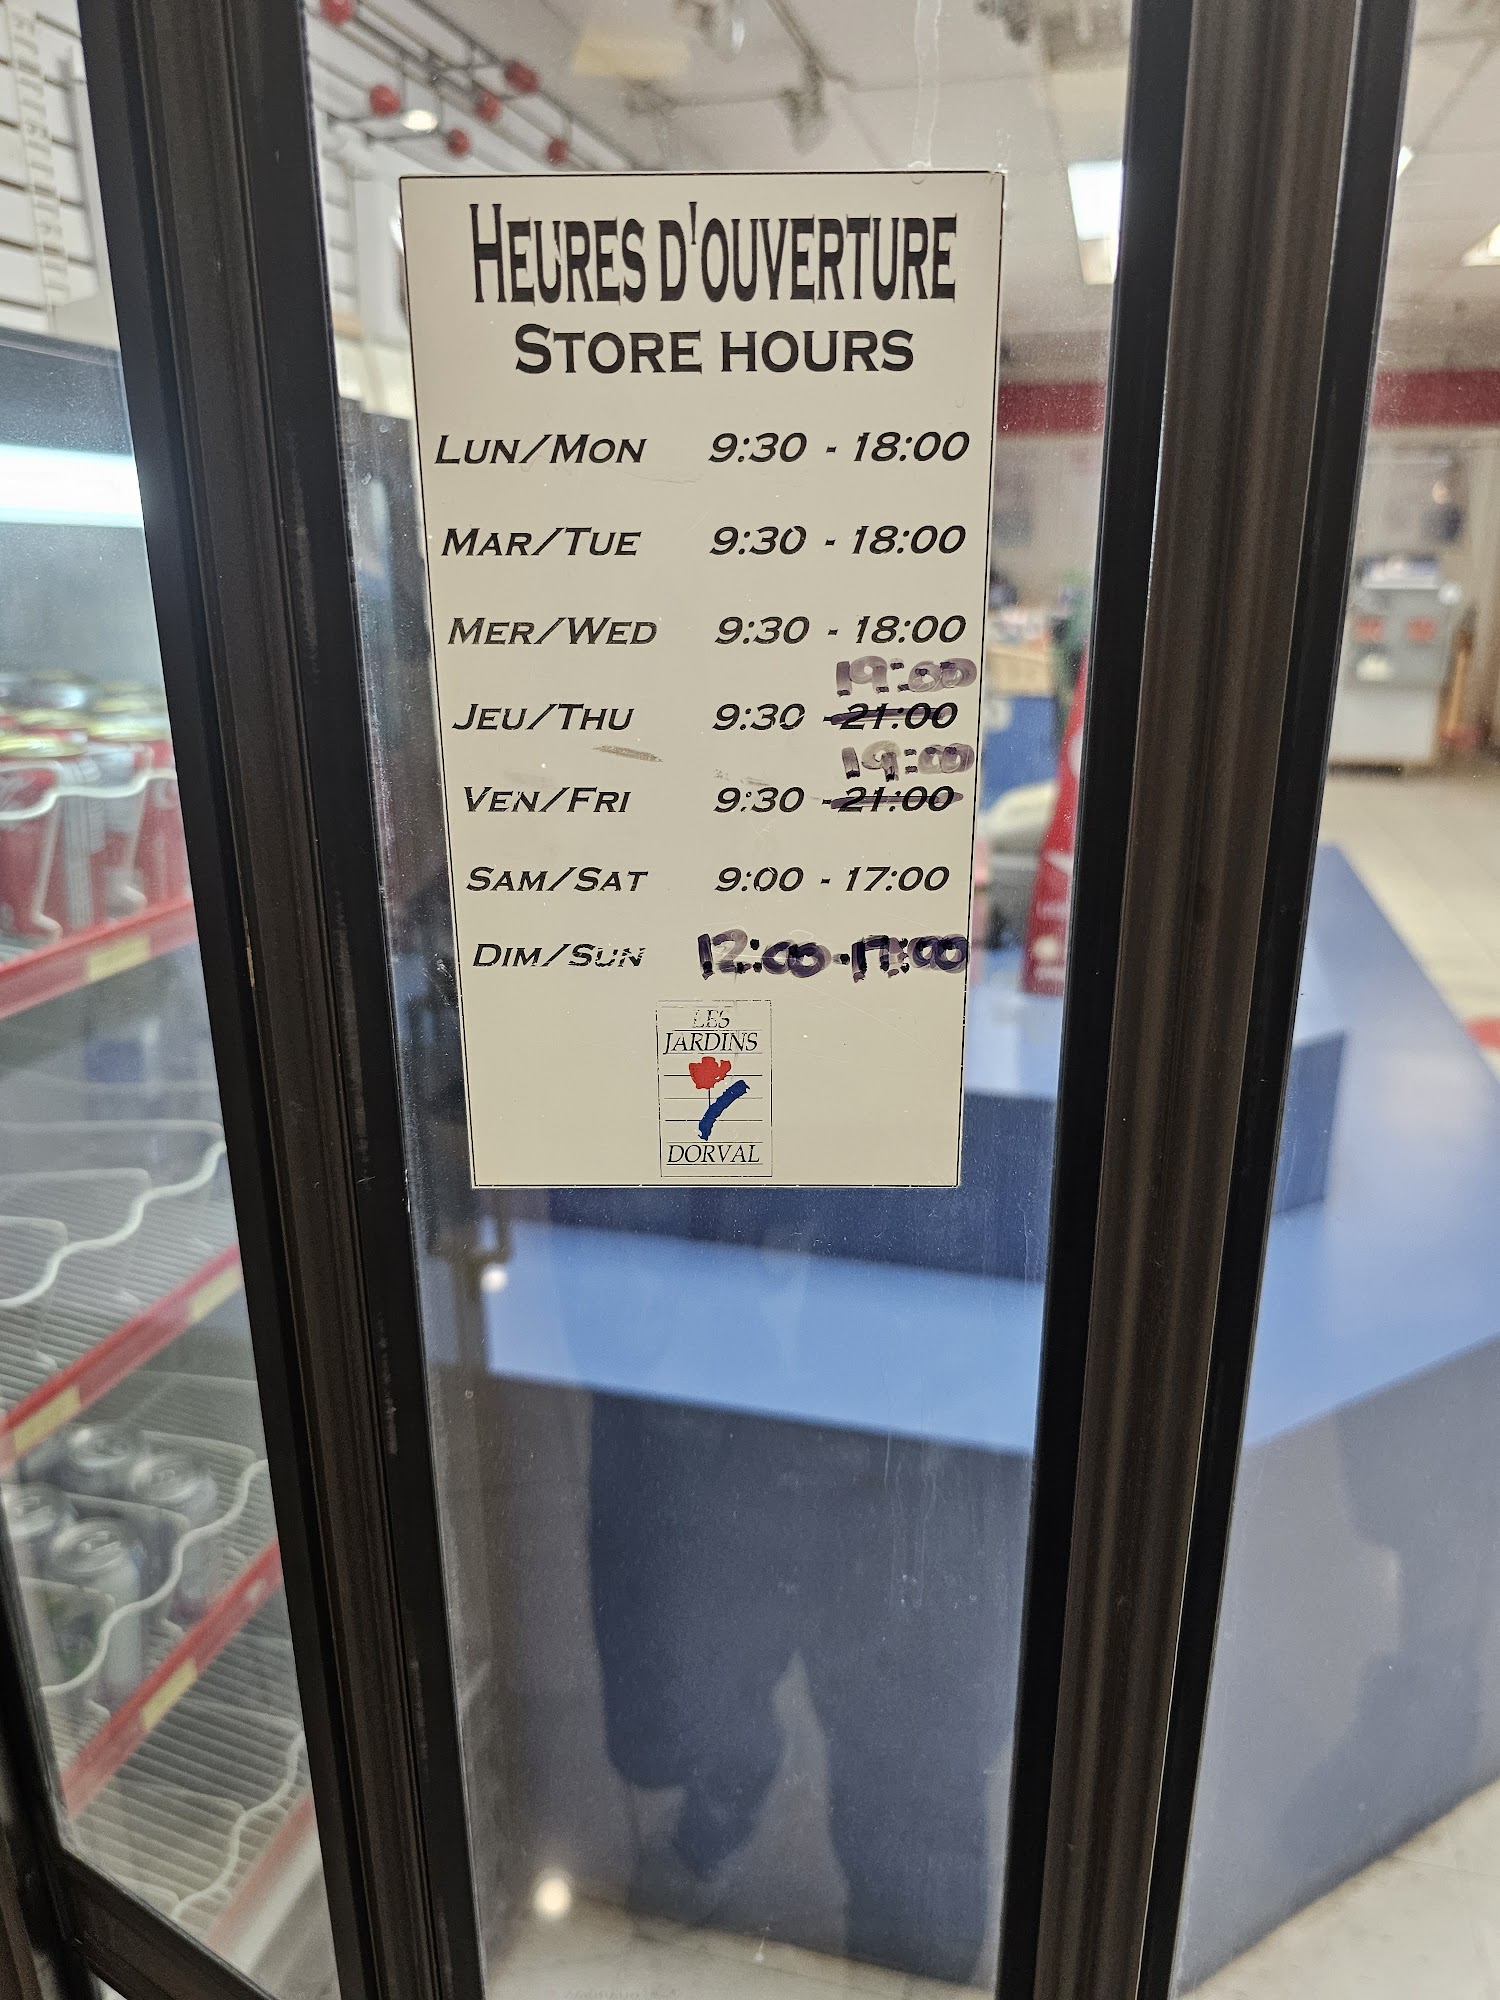 HEURES D'OUVERTURE
STORE HOURS
LUN/MON 9:30 - 18:00
MAR/TUE 9:30 - 18:00
MER/WED 9:30 - 18:00
19:00
JEU/THU 9:30 - 21:00
19:00
VEN/FRI 9:30 - 21:00
SAM/SAT 9:00 - 17:00
DIM/SUN 12:00-17:00
LES
JARDINS
DORVAL